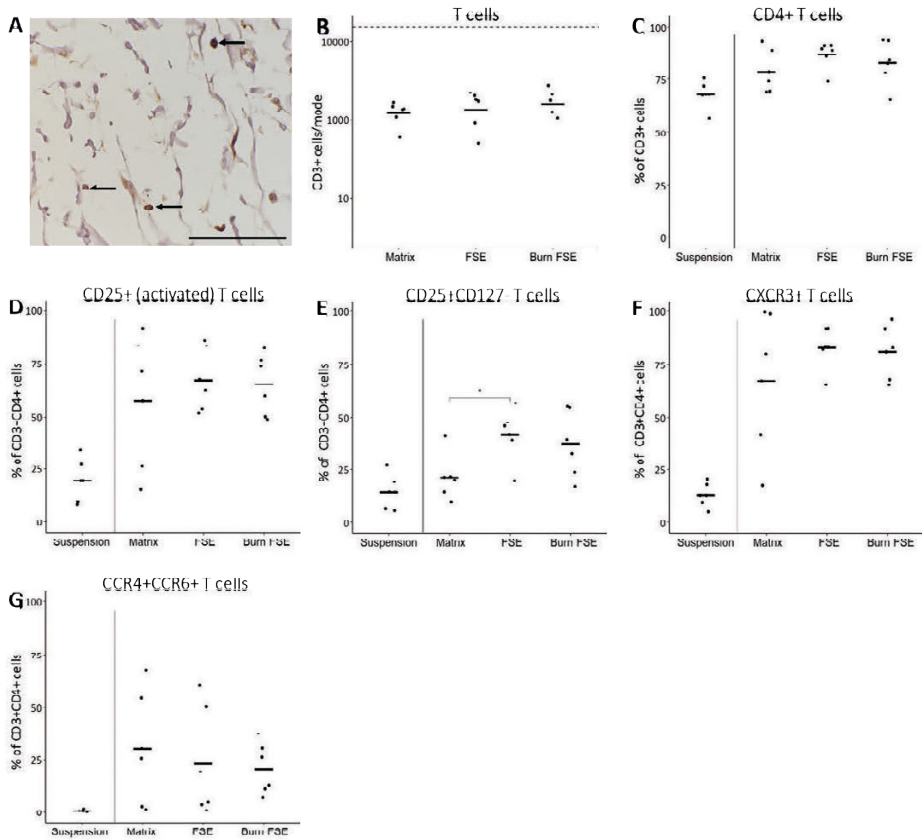 A
B
T cells
CD3+ cells/mode
10000
1000
10
Matrix
FSE
Burn FSE
C
CD4+ T cells
% of CD3+ cells
100
75
50
25
0
Suspension
Matrix
FSE
Burn FSE
D
CD25+ (activated) T cells
% of CD3-CD4+ cells
100
75
50
25
0
Suspension
Matrix
FSE
Burn FSE
E
CD25+CD127- T cells
% of CD3-CD4+ cells
100
75
50
25
0
Suspension
Matrix
FSE
Burn FSE
F
CXCR3+ T cells
% of CD3+CD4+ cells
100
75
50
25
0
Suspension
Matrix
FSE
Burn FSE
G
CCR4+CCR6+ T cells
% of CD3+CD4+ cells
100
75
50
25
0
Suspension
Matrix
FSE
Burn FSE